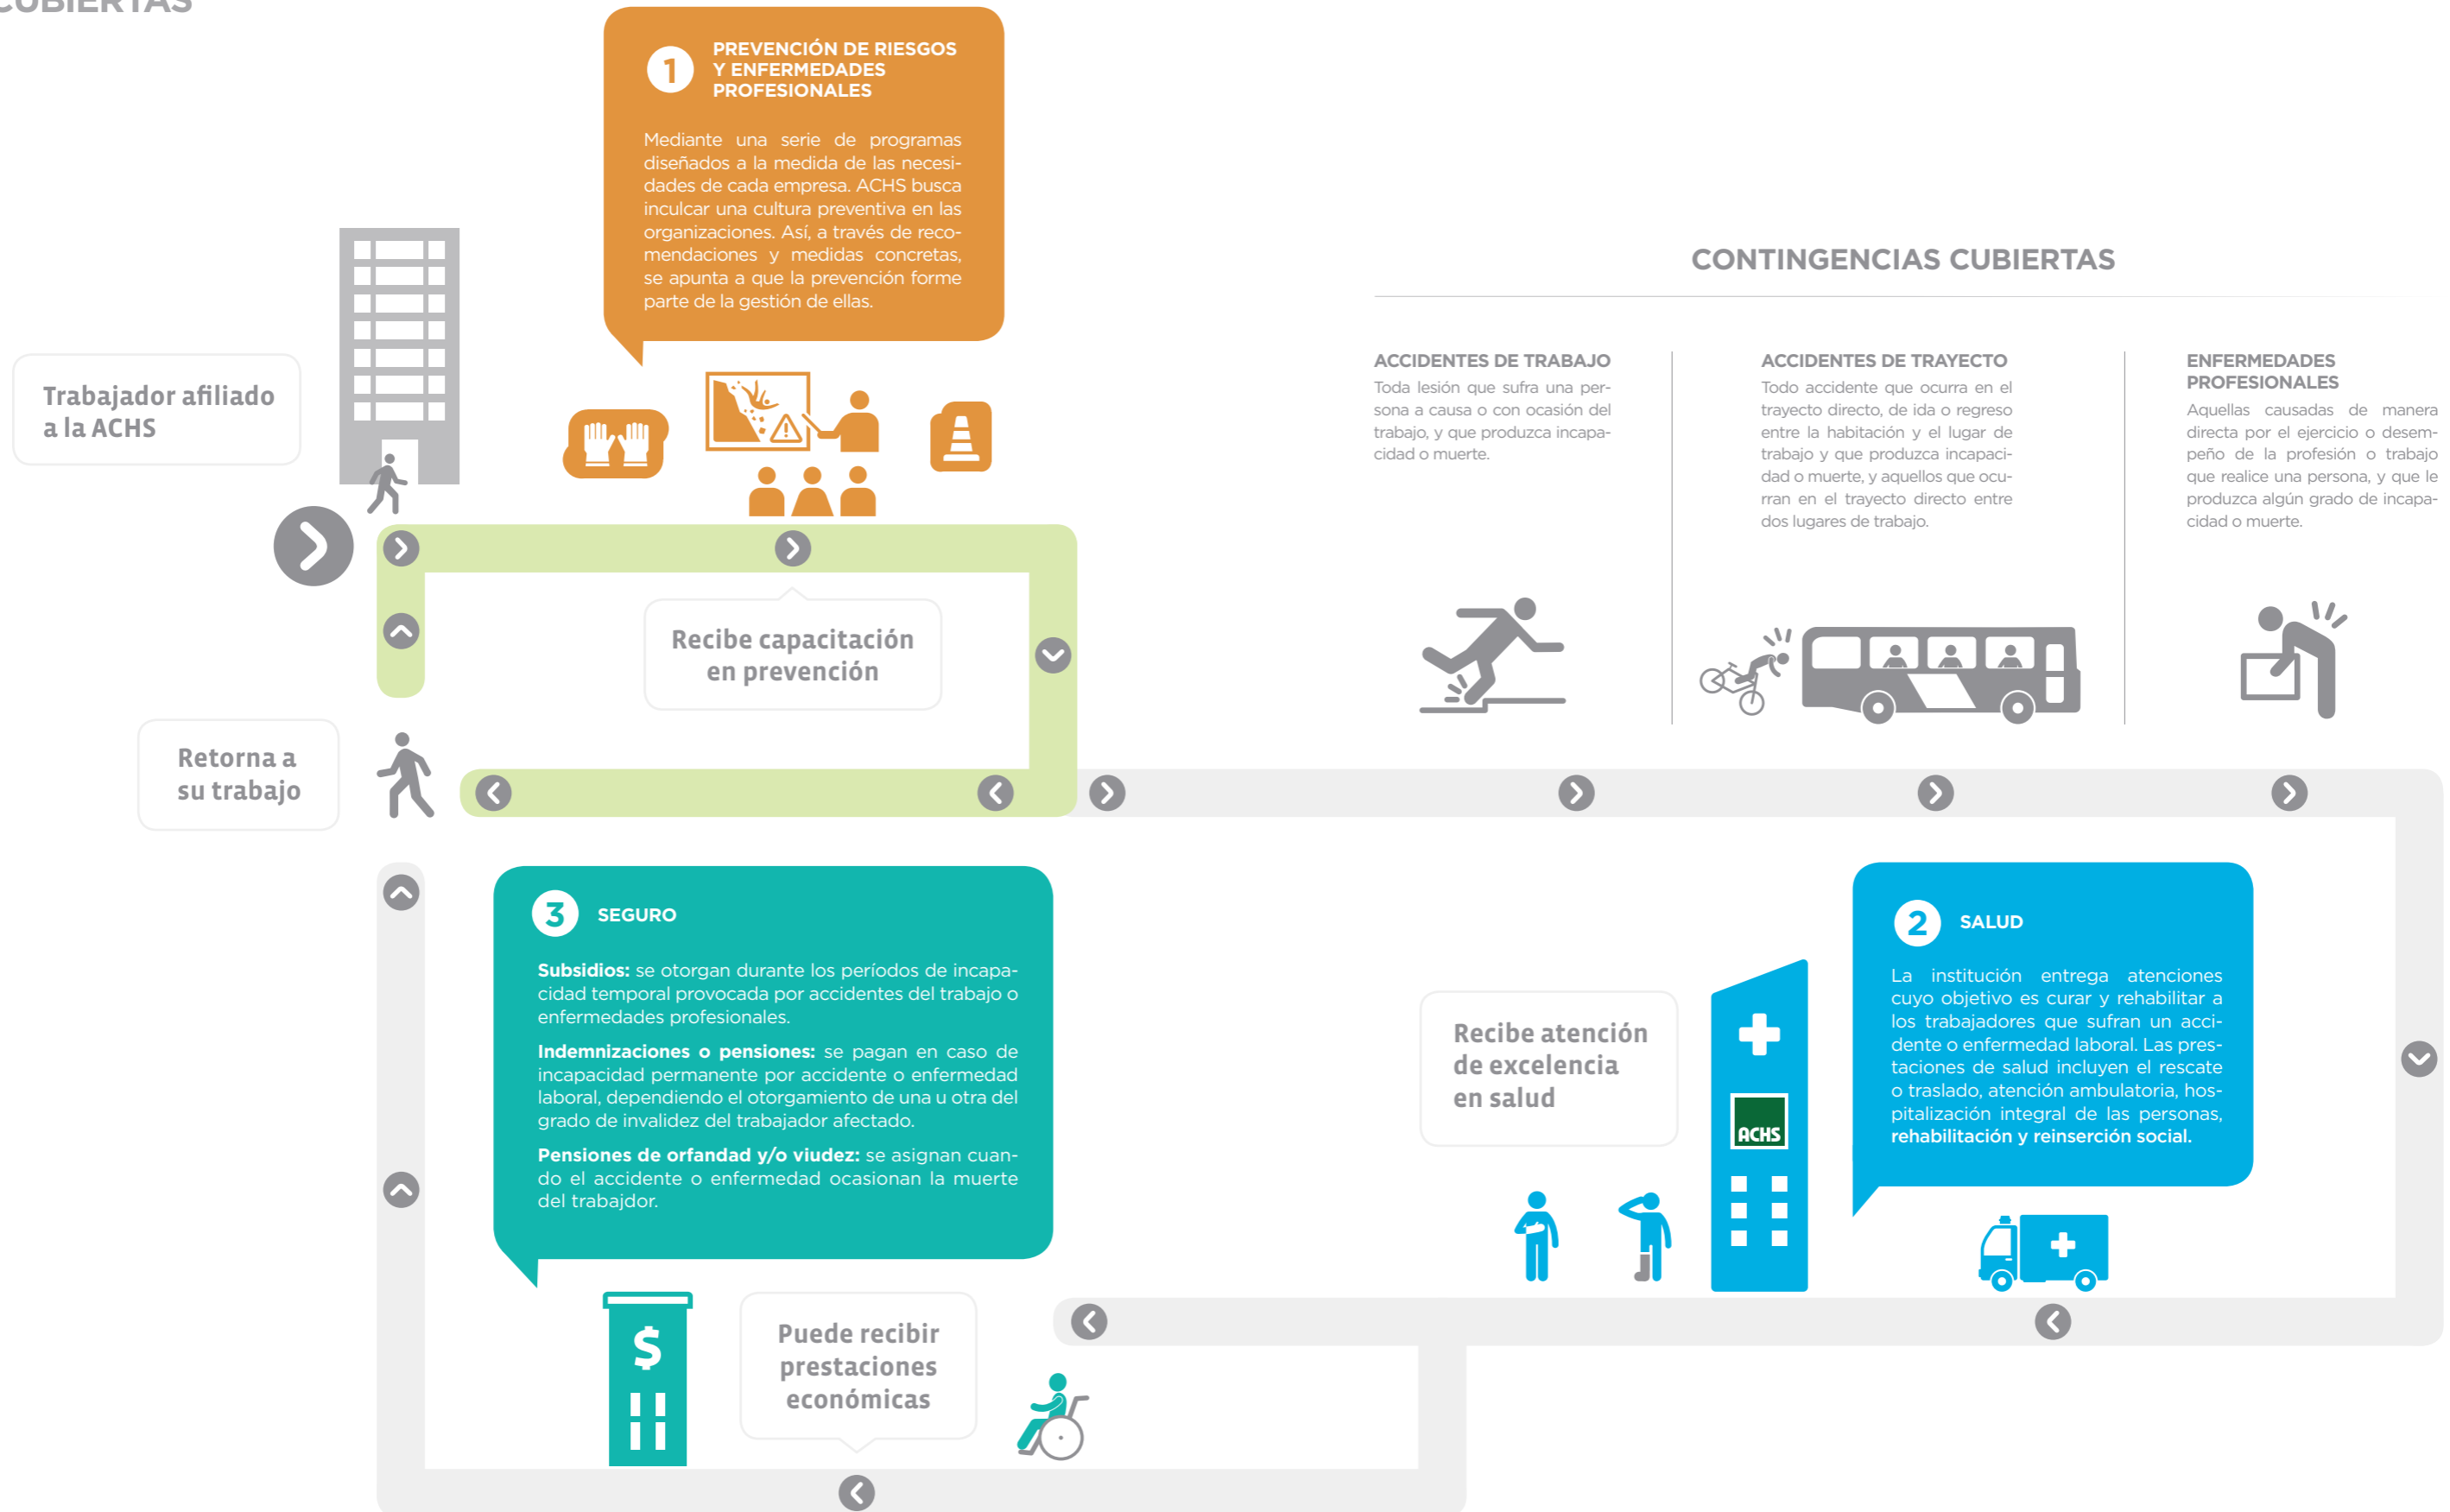 CUBIERTAS
1
PREVENCIÓN DE RIESGOS
Y ENFERMEDADES
PROFESIONALES
Mediante una serie de programas
diseñados a la medida de las necesi-
dades de cada empresa. ACHS busca
inculcar una cultura preventiva en las
organizaciones. Así, a través de reco-
mendaciones y medidas concretas,
se apunta a que la prevención forme
parte de la gestión de ellas.
Trabajador afiliado
a la ACHS
CONTINGENCIAS CUBIERTAS
ACCIDENTES DE TRABAJO
Toda lesión que sufra una per-
sona a causa o con ocasión del
trabajo, y que produzca incapa-
cidad o muerte.
ACCIDENTES DE TRAYECTO
Todo accidente que ocurra en el
trayecto directo, de ida o regreso
entre la habitación y el lugar de
trabajo y que produzca incapaci-
dad o muerte, y aquellos que ocu-
rran en el trayecto directo entre
dos lugares de trabajo.
ENFERMEDADES
PROFESIONALES
Aquellas causadas de manera
directa por el ejercicio o desem-
peño de la profesión o trabajo
que realice una persona, y que le
produzca algún grado de incapa-
cidad o muerte.
Recibe capacitación
en prevención
Retorna a
su trabajo
3
SEGURO
Subsidios: se otorgan durante los períodos de incapa-
cidad temporal provocada por accidentes del trabajo o
enfermedades profesionales.
Indemnizaciones o pensiones: se pagan en caso de
incapacidad permanente por accidente o enfermedad
laboral, dependiendo el otorgamiento de una u otra del
grado de invalidez del trabajador afectado.
Pensiones de orfandad y/o viudez: se asignan cuan-
do el accidente o enfermedad ocasionan la muerte
del trabajdor.
2
SALUD
La institución entrega atenciones
cuyo objetivo es curar y rehabilitar a
los trabajadores que sufran un acci-
dente o enfermedad laboral. Las pres-
taciones de salud incluyen el rescate
o traslado, atención ambulatoria, hos-
pitalización integral de las personas,
rehabilitación y reinserción social.
Recibe atención
de excelencia
en salud
ACHS
$
Puede recibir
prestaciones
económicas